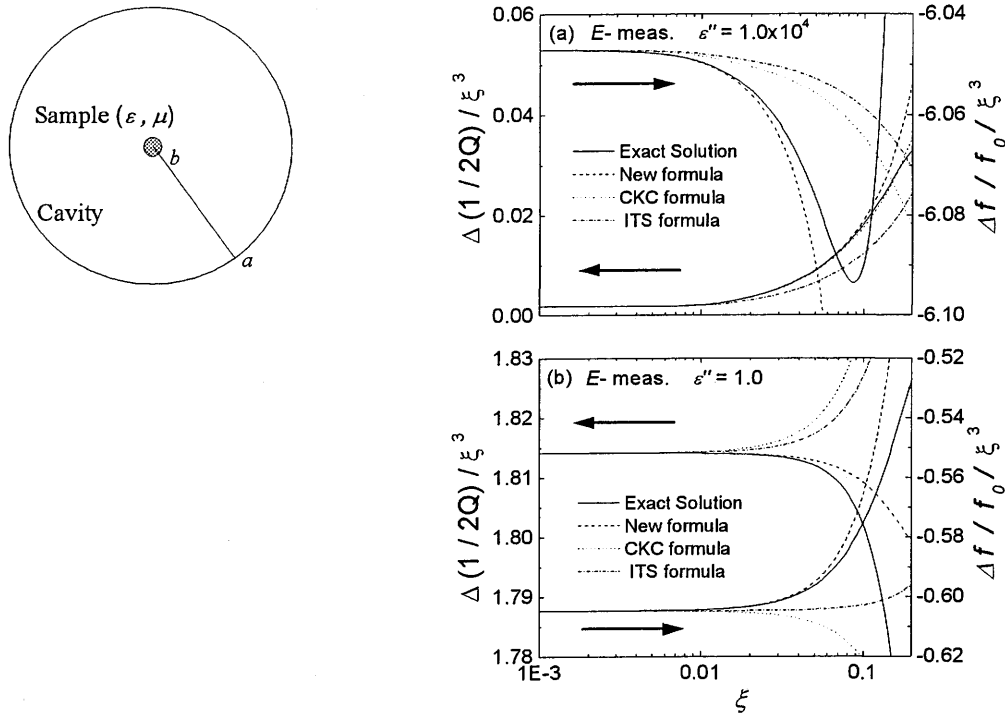 Sample (ε, μ)
b
Cavity
a
(a) E- meas. ε'' = 1.0x10⁴
0.06
0.04
0.02
0.00
Δ (1 / 2Q) / ξ³
Exact Solution
New formula
CKC formula
ITS formula
-6.04
-6.06
-6.08
-6.10
Δf / f₀ / ξ³
(b) E- meas. ε'' = 1.0
1.83
1.82
1.81
1.80
1.79
1.78
Δ (1 / 2Q) / ξ³
Exact Solution
New formula
CKC formula
ITS formula
-0.52
-0.54
-0.56
-0.58
-0.60
-0.62
Δf / f₀ / ξ³
1E-3
0.01
0.1
ξ